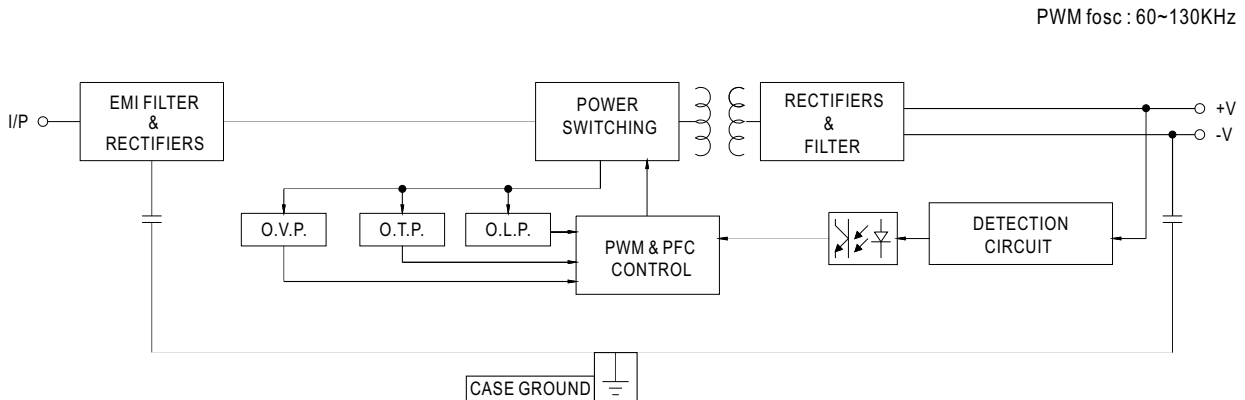 PWM fosc : 60~130KHz
I/P
EMI FILTER
&
RECTIFIERS
POWER
SWITCHING
RECTIFIERS
&
FILTER
+V
-V
O.V.P.
O.T.P.
O.L.P.
PWM & PFC
CONTROL
DETECTION
CIRCUIT
CASE GROUND